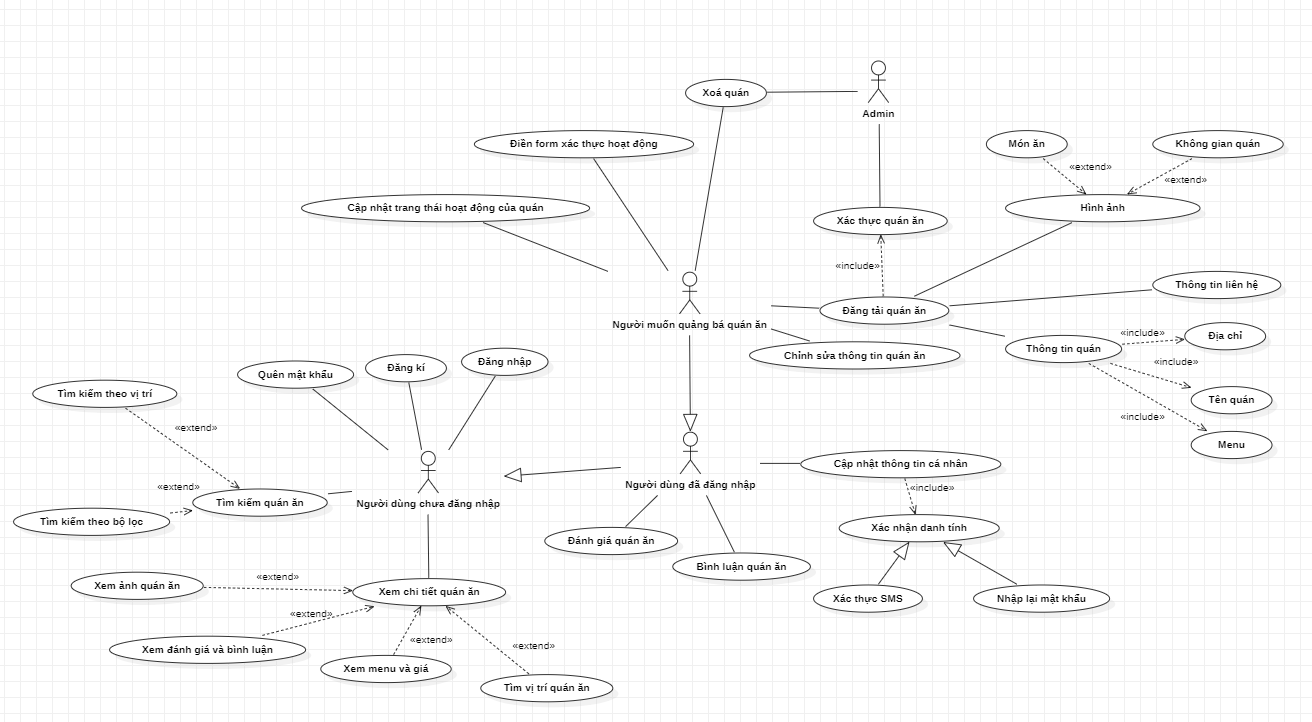 Xoá quán
Admin
Điền form xác thực hoạt động
Món ăn
Không gian quán
«extend»
«extend»
Cập nhật trang thái hoạt động của quán
Xác thực quán ăn
Hình ảnh
«include»
Thông tin liên hệ
Đăng tải quán ăn
Người muốn quảng bá quán ăn
Chỉnh sửa thông tin quán ăn
Thông tin quán
«include»
Địa chỉ
«include»
Tên quán
«include»
Menu
Quên mật khẩu
Đăng kí
Đăng nhập
Tìm kiếm theo vị trí
«extend»
«extend»
Tìm kiếm quán ăn
Tìm kiếm theo bộ lọc
Người dùng chưa đăng nhập
Người dùng đã đăng nhập
Cập nhật thông tin cá nhân
«include»
Xác nhận danh tính
Đánh giá quán ăn
Bình luận quán ăn
Xác thực SMS
Nhập lại mật khẩu
Xem ảnh quán ăn
«extend»
Xem chi tiết quán ăn
«extend»
Xem đánh giá và bình luận
«extend»
Xem menu và giá
«extend»
Tìm vị trí quán ăn